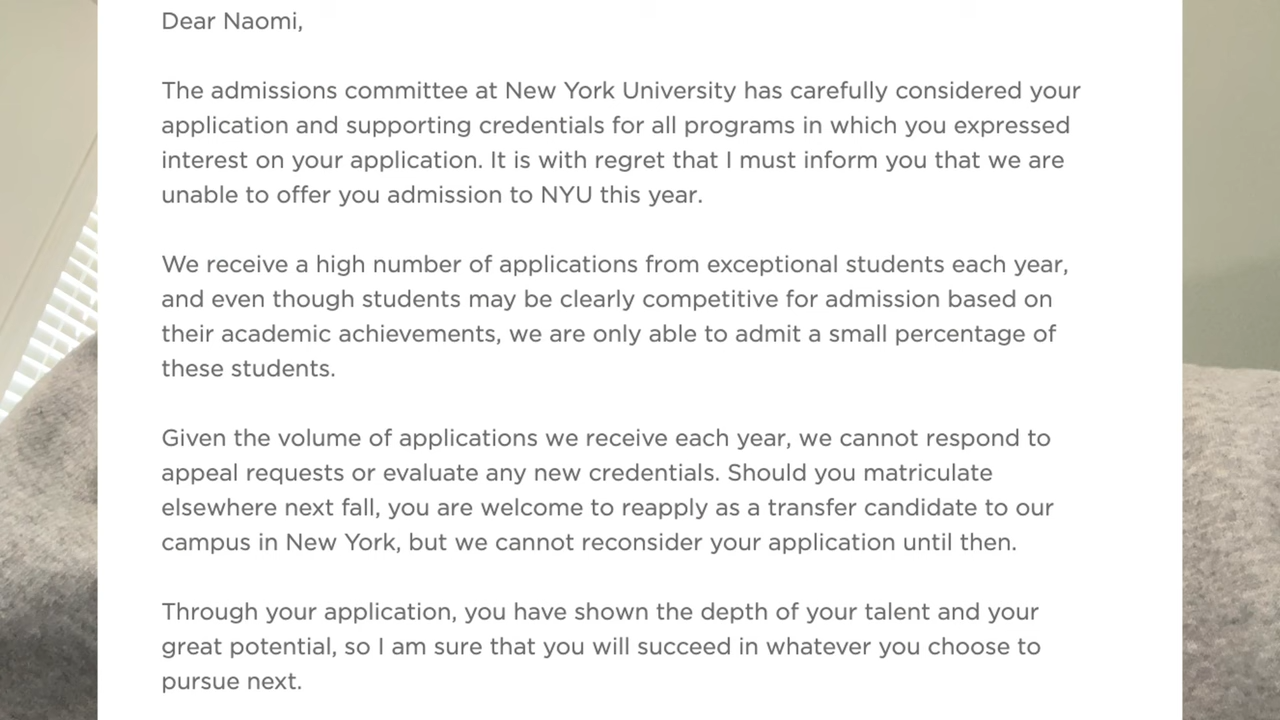 Dear Naomi,
The admissions committee at New York University has carefully considered your
application and supporting credentials for all programs in which you expressed
interest on your application. It is with regret that I must inform you that we are
unable to offer you admission to NYU this year.
We receive a high number of applications from exceptional students each year,
and even though students may be clearly competitive for admission based on
their academic achievements, we are only able to admit a small percentage of
these students.
Given the volume of applications we receive each year, we cannot respond to
appeal requests or evaluate any new credentials. Should you matriculate
elsewhere next fall, you are welcome to reapply as a transfer candidate to our
campus in New York, but we cannot reconsider your application until then.
Through your application, you have shown the depth of your talent and your
great potential, so I am sure that you will succeed in whatever you choose to
pursue next.